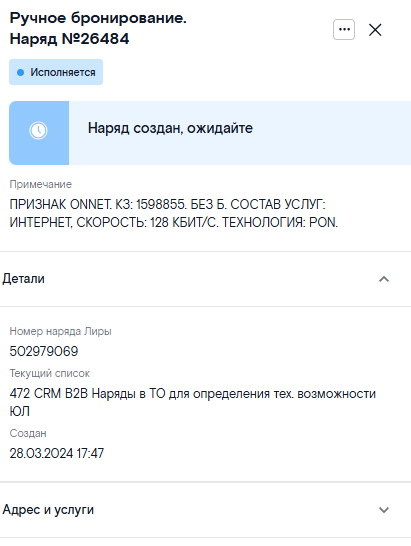 Ручное бронирование.
Наряд №26484
Исполняется
Наряд создан, ожидайте
Примечание
ПРИЗНАК ONNET. КЗ: 1598855. БЕЗ Б. СОСТАВ УСЛУГ:
ИНТЕРНЕТ, СКОРОСТЬ: 128 КБИТ/С. ТЕХНОЛОГИЯ: PON.
Детали
Номер наряда Лиры
502979069
Текущий список
472 CRM B2B Наряды в ТО для определения тех. возможности
ЮЛ
Создан
28.03.2024 17:47
Адрес и услуги